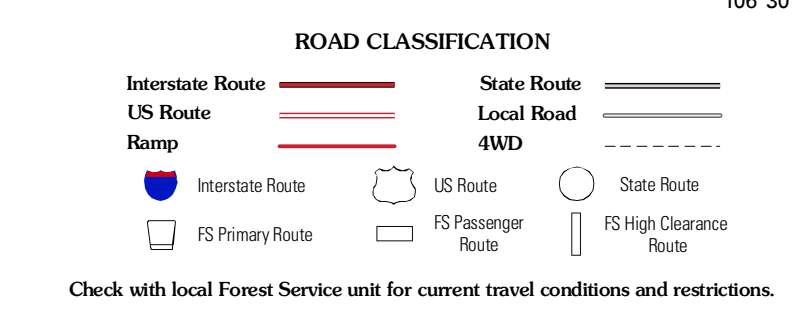 106 30
ROAD CLASSIFICATION
Interstate Route
State Route
US Route
Local Road
Ramp
4WD
Interstate Route
US Route
State Route
FS Primary Route
FS Passenger
Route
FS High Clearance
Route
Check with local Forest Service unit for current travel conditions and restrictions.